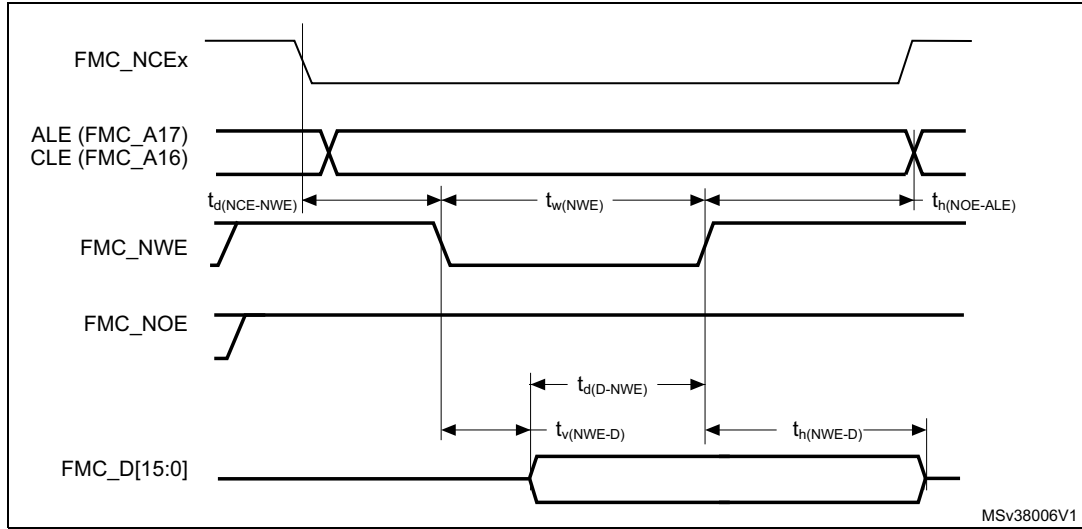 FMC_NCEx
ALE (FMC_A17)
CLE (FMC_A16)
td(NCE-NWE)
tw(NWE)
th(NOE-ALE)
FMC_NWE
FMC_NOE
td(D-NWE)
tv(NWE-D)
th(NWE-D)
FMC_D[15:0]
MSv38006V1